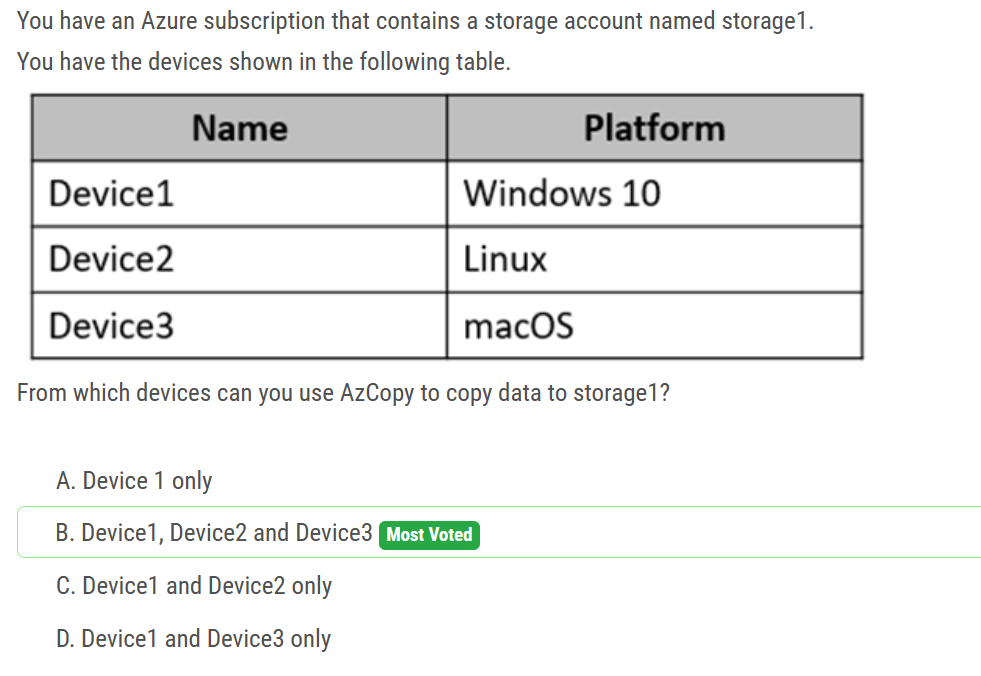 You have an Azure subscription that contains a storage account named storage1.
You have the devices shown in the following table.
Name Platform
Device1 Windows 10
Device2 Linux
Device3 macOS
From which devices can you use AzCopy to copy data to storage1?
A. Device 1 only
B. Device1, Device2 and Device3 Most Voted
C. Device1 and Device2 only
D. Device1 and Device3 only